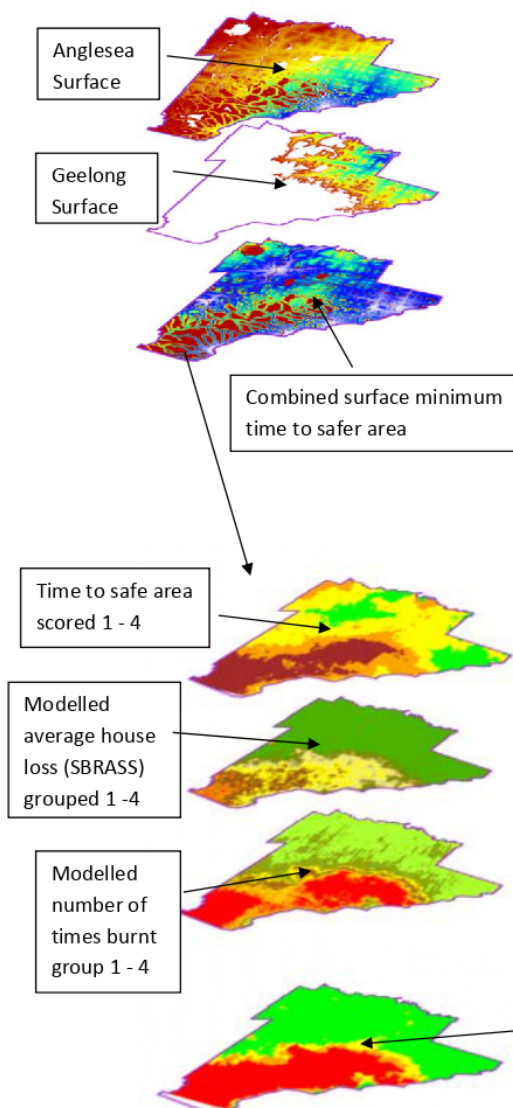 Anglesea
Surface
Geelong
Surface
Combined surface minimum
time to safer area
Time to safe area
scored 1 - 4
Modelled
average house
loss (SBRASS)
grouped 1 -4
Modelled
number of
times burnt
group 1 - 4